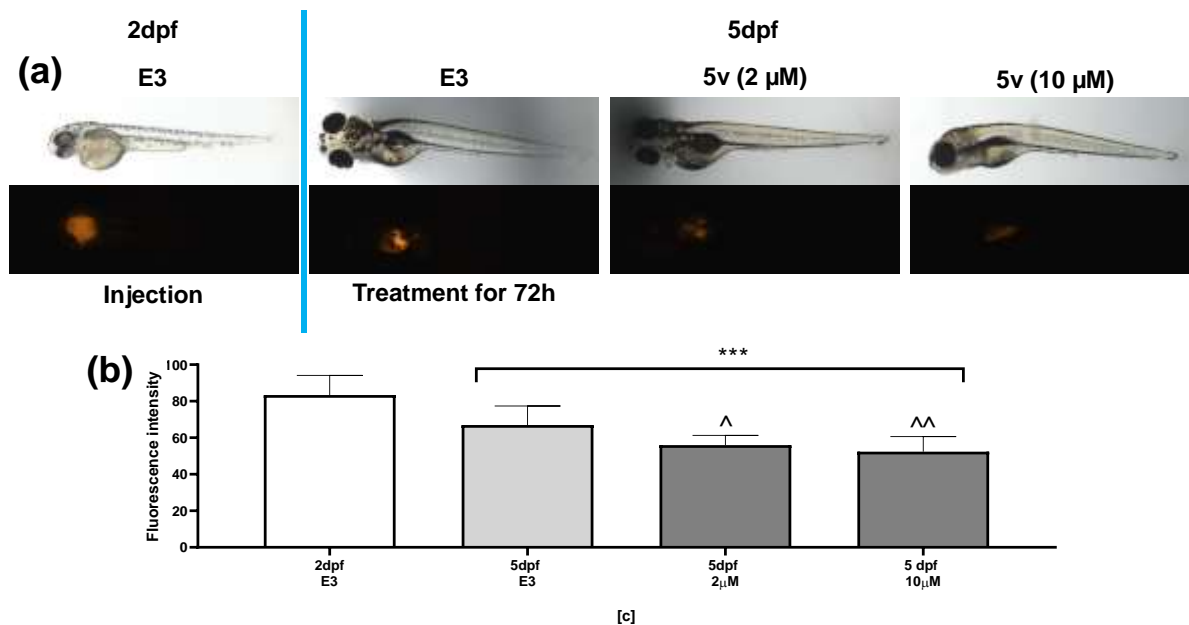 2dpf
5dpf
(a)
E3
E3
5v (2 µM)
5v (10 µM)
Injection
Treatment for 72h
(b)
***
^
^^
Fluorescence intensity
100
80
60
40
20
0
2dpf
E3
5dpf
E3
5dpf
2µM
5 dpf
10µM
[c]